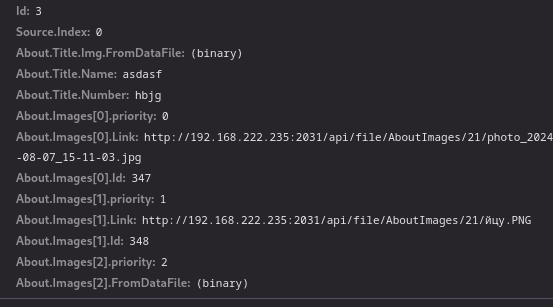 Id: 3
Source.Index: 0
About.Title.Img.FromDataFile: (binary)
About.Title.Name: asdasf
About.Title.Number: hbjg
About.Images[0].priority: 0
About.Images[0].Link: http://192.168.222.235:2031/api/file/AboutImages/21/photo_2024
-08-07_15-11-03.jpg
About.Images[0].Id: 347
About.Images[1].priority: 1
About.Images[1].Link: http://192.168.222.235:2031/api/file/AboutImages/21/йцу.PNG
About.Images[1].Id: 348
About.Images[2].priority: 2
About.Images[2].FromDataFile: (binary)